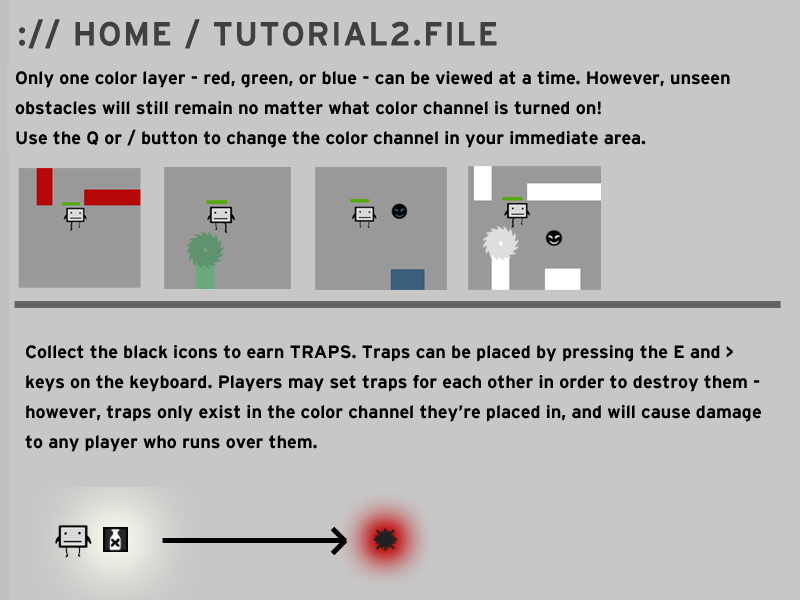 :// HOME / TUTORIAL2.FILE
Only one color layer - red, green, or blue - can be viewed at a time. However, unseen
obstacles will still remain no matter what color channel is turned on!
Use the Q or / button to change the color channel in your immediate area.
Collect the black icons to earn TRAPS. Traps can be placed by pressing the E and >
keys on the keyboard. Players may set traps for each other in order to destroy them -
however, traps only exist in the color channel they're placed in, and will cause damage
to any player who runs over them.